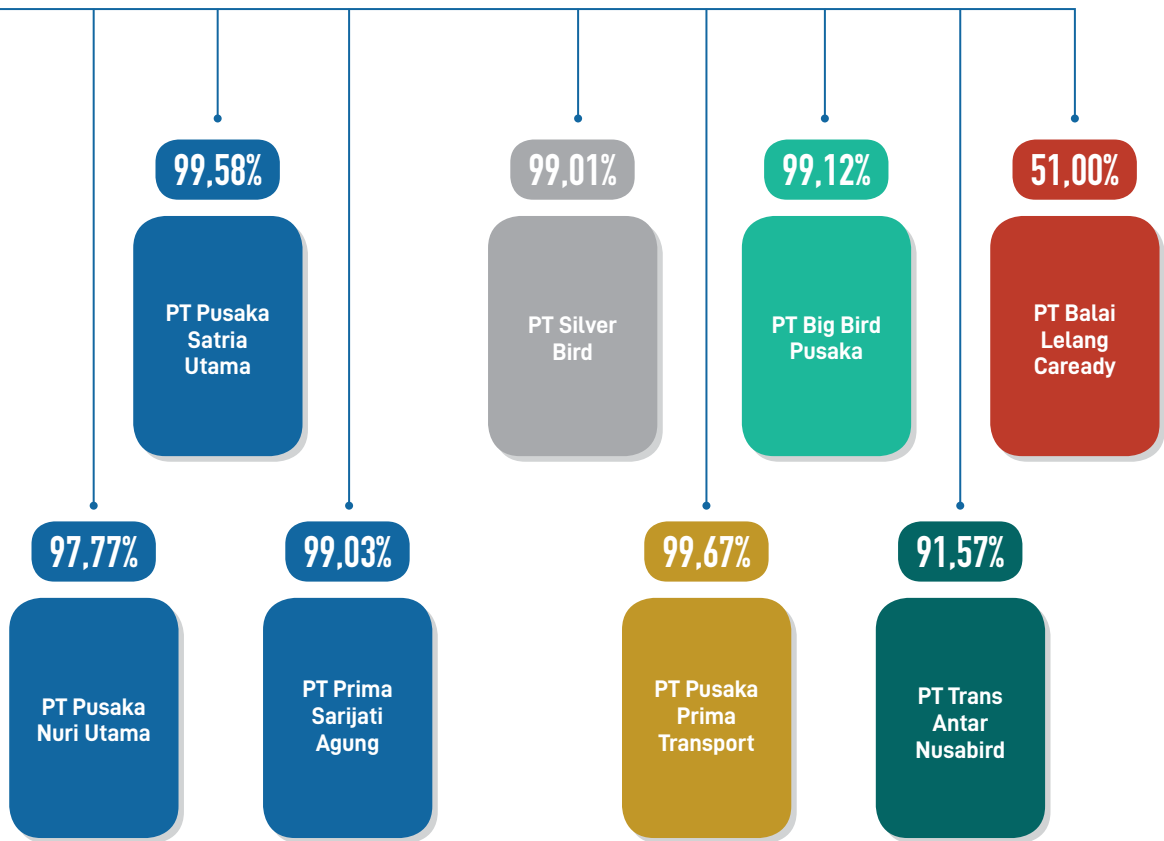 99,58%
PT Pusaka
Satria
Utama
99,01%
PT Silver
Bird
99,12%
PT Big Bird
Pusaka
51,00%
PT Balai
Lelang
Caready
97,77%
PT Pusaka
Nuri Utama
99,03%
PT Prima
Sarijati
Agung
99,67%
PT Pusaka
Prima
Transport
91,57%
PT Trans
Antar
Nusabird